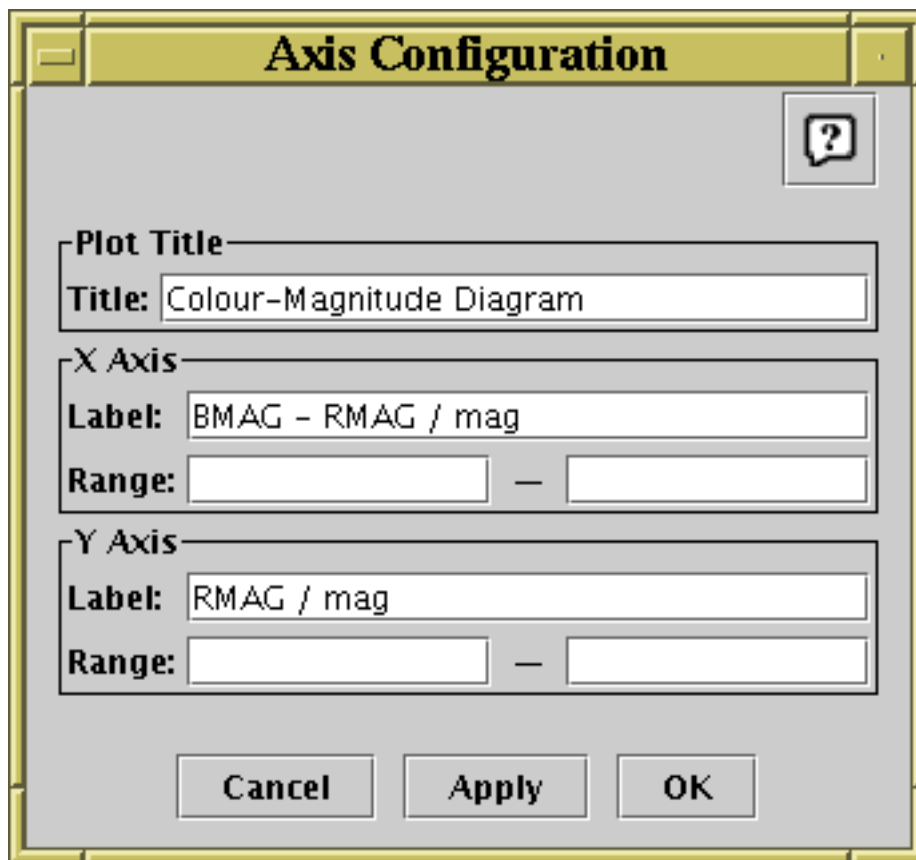 Axis Configuration
?
Plot Title
Title: Colour-Magnitude Diagram
X Axis
Label: BMAG - RMAG / mag
Range: —
Y Axis
Label: RMAG / mag
Range: —
Cancel Apply OK